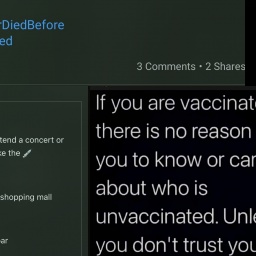 DiedBefore
ed
3 Comments • 2 Shares
tend a concert or
ke the 💉
shopping mall
ar
If you are vaccinat
there is no reason
you to know or car
about who is
unvaccinated. Unl
you don't trust you